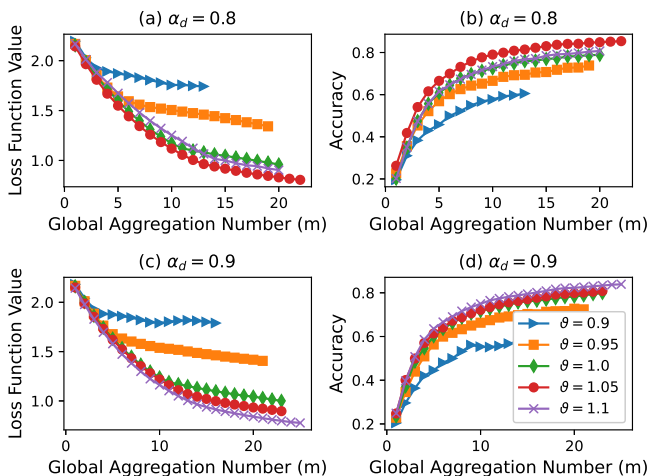 (a) α_d = 0.8
Loss Function Value
2.0
1.5
1.0
0
5
10
15
20
Global Aggregation Number (m)
(b) α_d = 0.8
Accuracy
0.8
0.6
0.4
0.2
0
5
10
15
20
Global Aggregation Number (m)
(c) α_d = 0.9
Loss Function Value
2.0
1.5
1.0
0
10
20
Global Aggregation Number (m)
(d) α_d = 0.9
Accuracy
0.8
0.6
0.4
0.2
0
10
20
Global Aggregation Number (m)
ϑ = 0.9
ϑ = 0.95
ϑ = 1.0
ϑ = 1.05
ϑ = 1.1